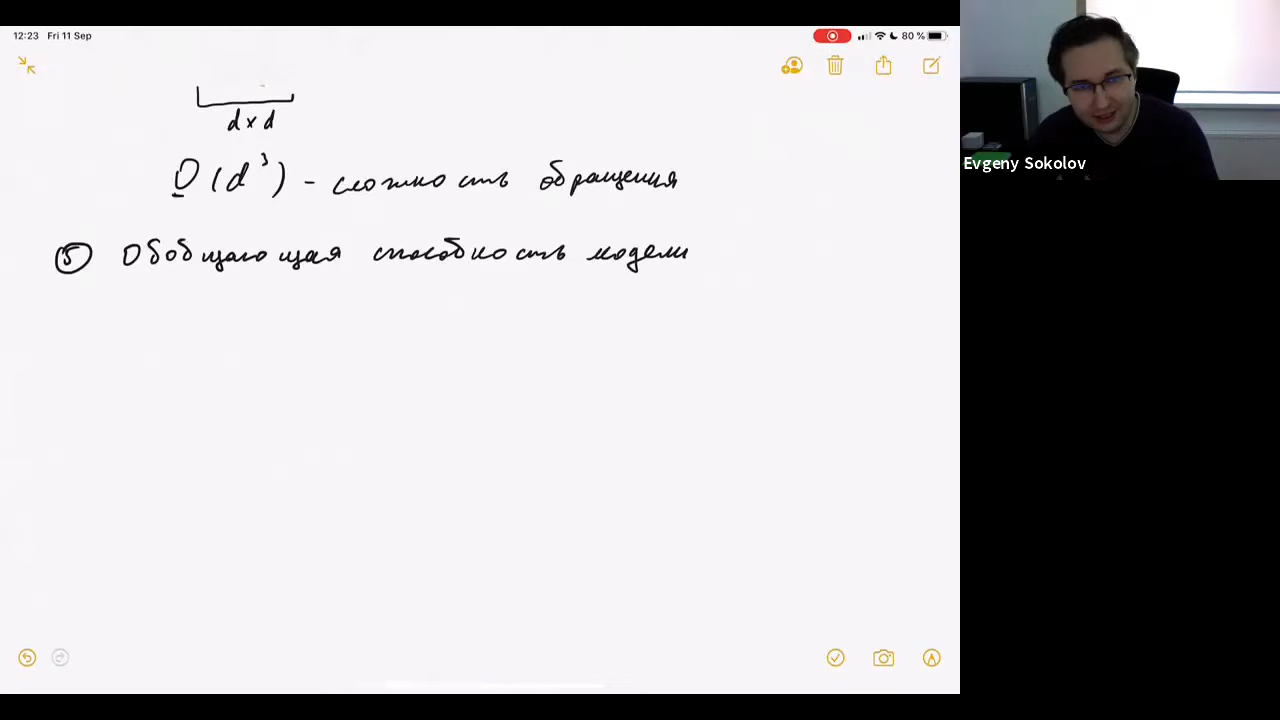 12:23 Fri 11 Sep
80 %
d × d
O(d³) - сложность обращения
⑤ Обобщающая способность модели
Evgeny Sokolov